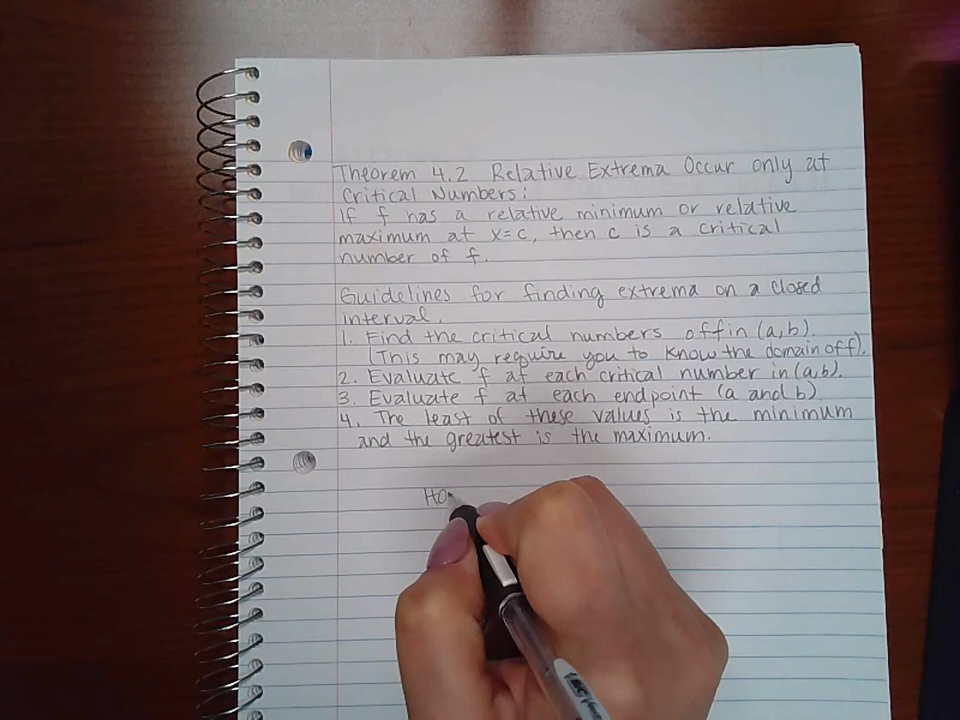 Theorem 4.2 Relative Extrema Occur only at
Critical Numbers:
If f has a relative minimum or relative
maximum at x=c, then c is a critical
number of f.
Guidelines for finding extrema on a closed
interval.
1. Find the critical numbers of f in (a,b).
(This may require you to know the domain of f).
2. Evaluate f at each critical number in (a,b).
3. Evaluate f at each endpoint (a and b)
4. The least of these values is the minimum
and the greatest is the maximum.
HO
BIC